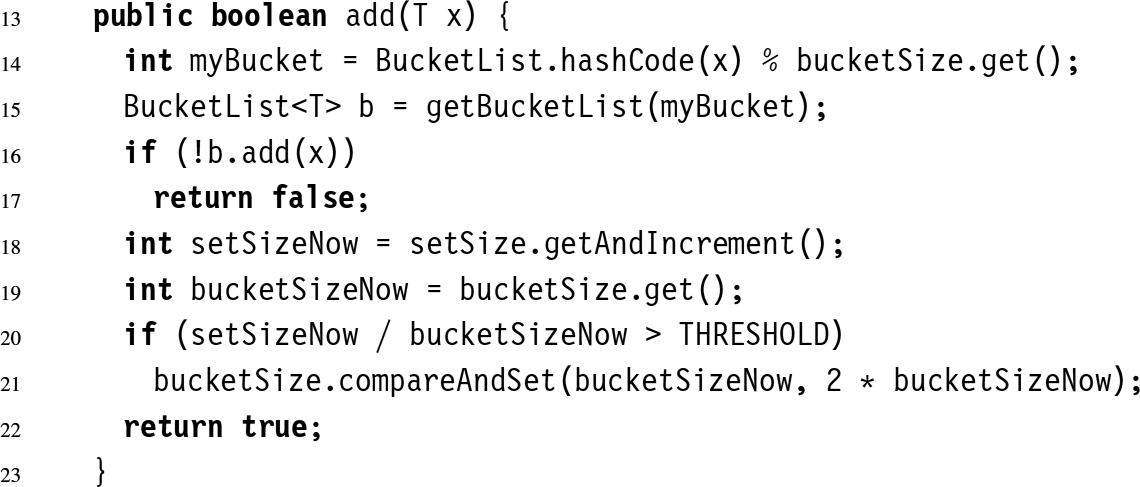 13 public boolean add(T x) {
14 int myBucket = BucketList.hashCode(x) % bucketSize.get();
15 BucketList<T> b = getBucketList(myBucket);
16 if (!b.add(x))
17 return false;
18 int setSizeNow = setSize.getAndIncrement();
19 int bucketSizeNow = bucketSize.get();
20 if (setSizeNow / bucketSizeNow > THRESHOLD)
21 bucketSize.compareAndSet(bucketSizeNow, 2 * bucketSizeNow);
22 return true;
23 }